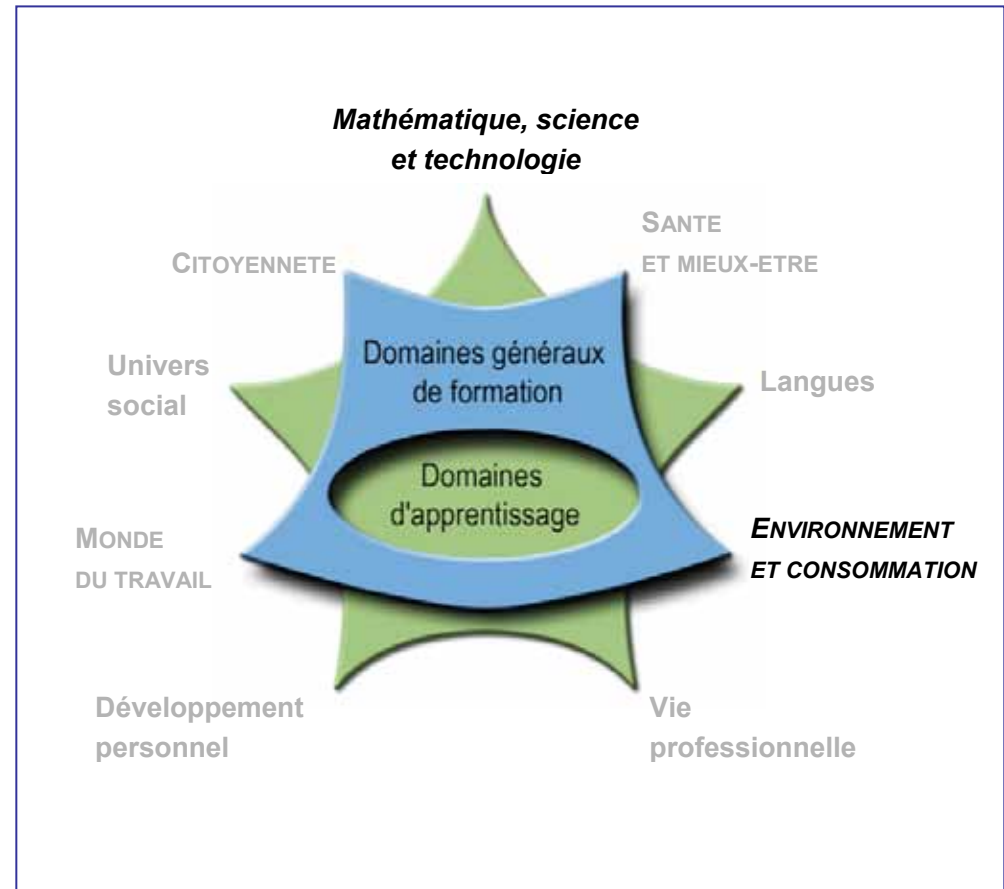 Mathématique, science
et technologie
SANTE
ET MIEUX-ETRE
CITOYENNETE
Domaines généraux
de formation
Univers
social
Langues
Domaines
d'apprentissage
MONDE
DU TRAVAIL
ENVIRONNEMENT
ET CONSOMMATION
Développement
personnel
Vie
professionnelle